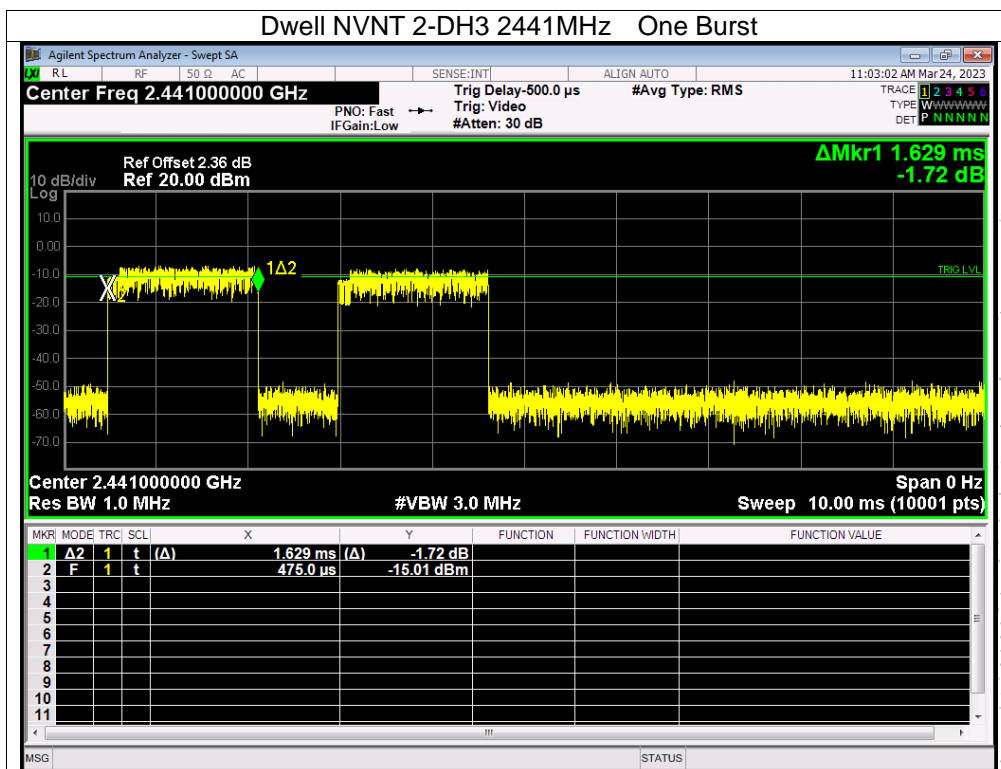 Dwell NVNT 2-DH3 2441MHz One Burst
Agilent Spectrum Analyzer - Swept SA
LXI RL RF 50 Ω AC SENSE:INT ALIGN AUTO 11:03:02 AM Mar 24, 2023
Center Freq 2.441000000 GHz Trig Delay-500.0 µs #Avg Type: RMS TRACE 1 2 3 4 5 6
PNO: Fast Trig: Video TYPE WWWWWW
IFGain:Low #Atten: 30 dB DET P N N N N N
ΔMkr1 1.629 ms
-1.72 dB
Ref Offset 2.36 dB
10 dB/div Ref 20.00 dBm
Log
10.0
0.00
-10.0
-20.0
-30.0
-40.0
-50.0
-60.0
-70.0
1Δ2
TRIG LVL
X2
Center 2.441000000 GHz Span 0 Hz
Res BW 1.0 MHz #VBW 3.0 MHz Sweep 10.00 ms (10001 pts)
MKR MODE TRC SCL X Y FUNCTION FUNCTION WIDTH FUNCTION VALUE
1 Δ2 1 t (Δ) 1.629 ms (Δ) -1.72 dB
2 F 1 t 475.0 µs -15.01 dBm
3
4
5
6
7
8
9
10
11
MSG STATUS